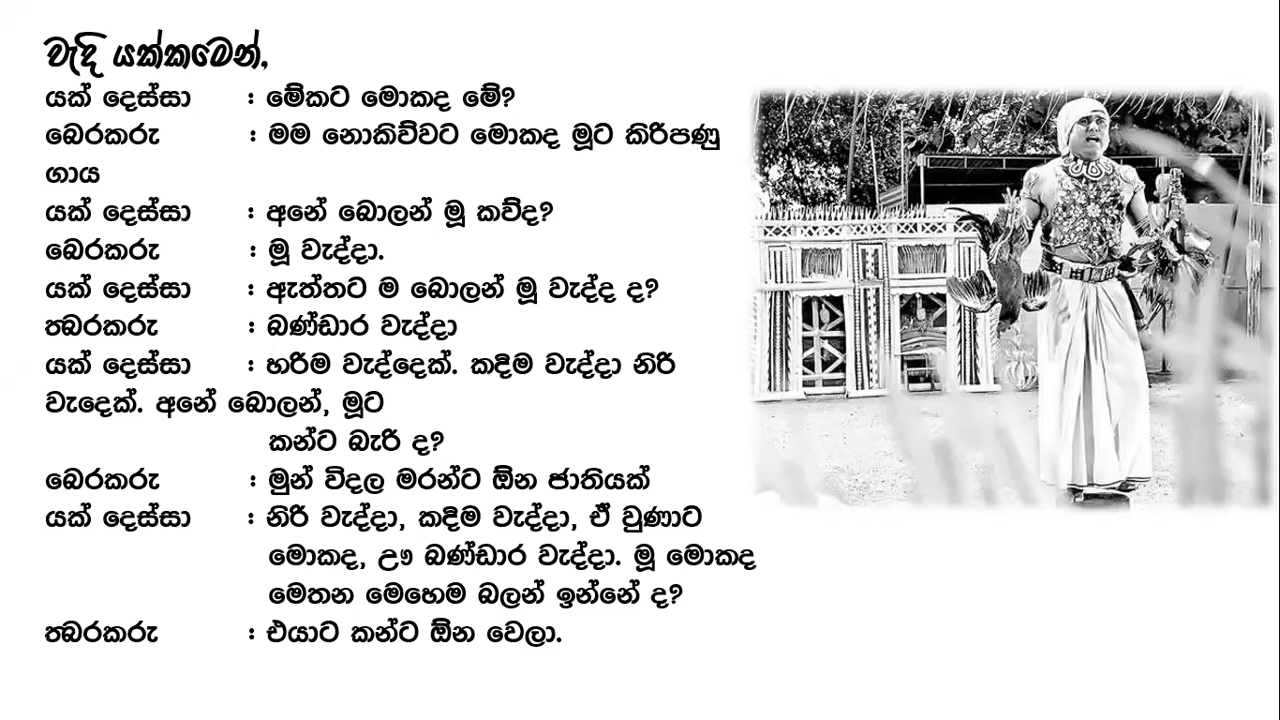 වැදි යක්කමෙන්,
යක් දෙස්සා : මේකට මොකද මේ?
බෙරකරු : මම නොකිව්වට මොකද මූට කිරිපණු
ගාය
යක් දෙස්සා : අනේ බොලන් මූ කව්ද?
බෙරකරු : මූ වැද්දා.
යක් දෙස්සා : ඇත්තට ම බොලන් මූ වැද්ද ද?
ත්‍බරකරු : බණ්ඩාර වැද්දා
යක් දෙස්සා : හරිම වැද්දෙක්. කදිම වැද්දා නිරි
වැදෙක්. අනේ බොලන්, මූට
කන්ට බැරි ද?
බෙරකරු : මුන් විදල මරන්ට ඕන ජාතියක්
යක් දෙස්සා : නිරි වැද්දා, කදිම වැද්දා, ඒ වුණාට
මොකද, ඌ බණ්ඩාර වැද්දා. මූ මොකද
මෙතන මෙහෙම බලන් ඉන්නේ ද?
ත්‍බරකරු : එයාට කන්ට ඕන වෙලා.